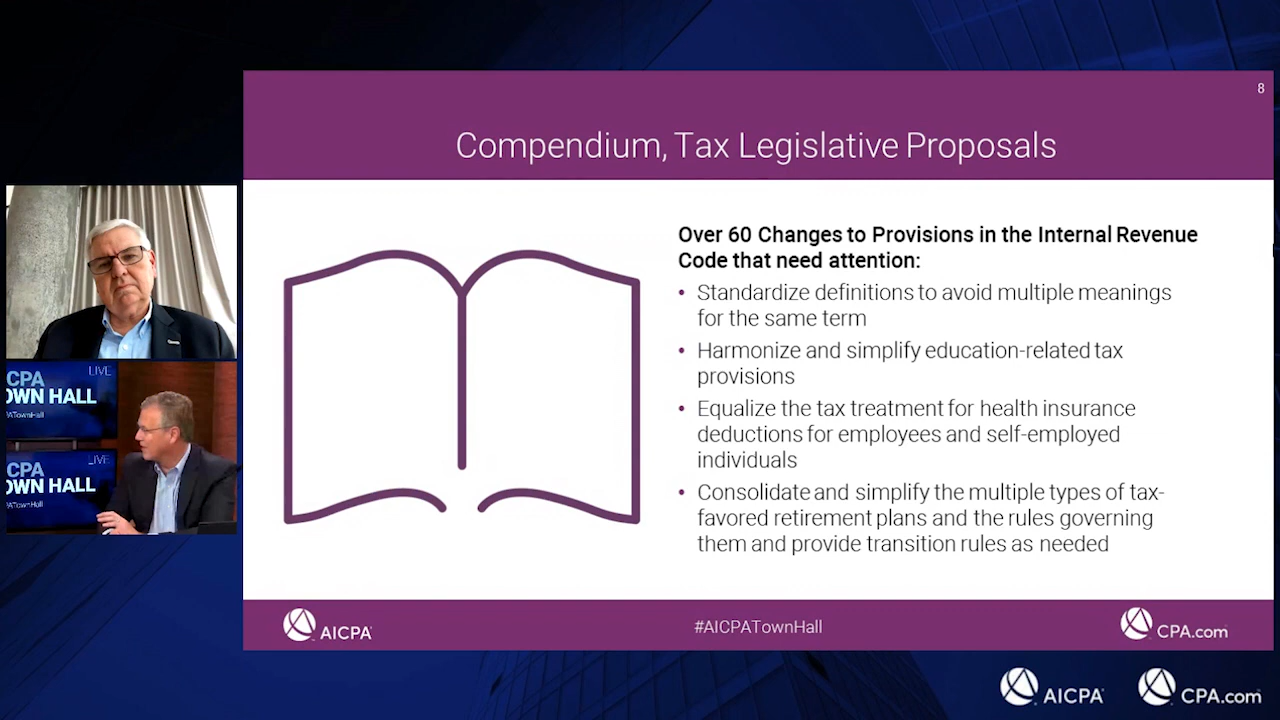 8
Compendium, Tax Legislative Proposals
Over 60 Changes to Provisions in the Internal Revenue
Code that need attention:
• Standardize definitions to avoid multiple meanings
for the same term
• Harmonize and simplify education-related tax
provisions
• Equalize the tax treatment for health insurance
deductions for employees and self-employed
individuals
• Consolidate and simplify the multiple types of tax-
favored retirement plans and the rules governing
them and provide transition rules as needed
AICPA
#AICPATownHall
CPA.com
LIVE
CPA
OWN HALL
PATownHall
LIVE
CPA
OWN HALL
PATownHall
AICPA
CPA.com